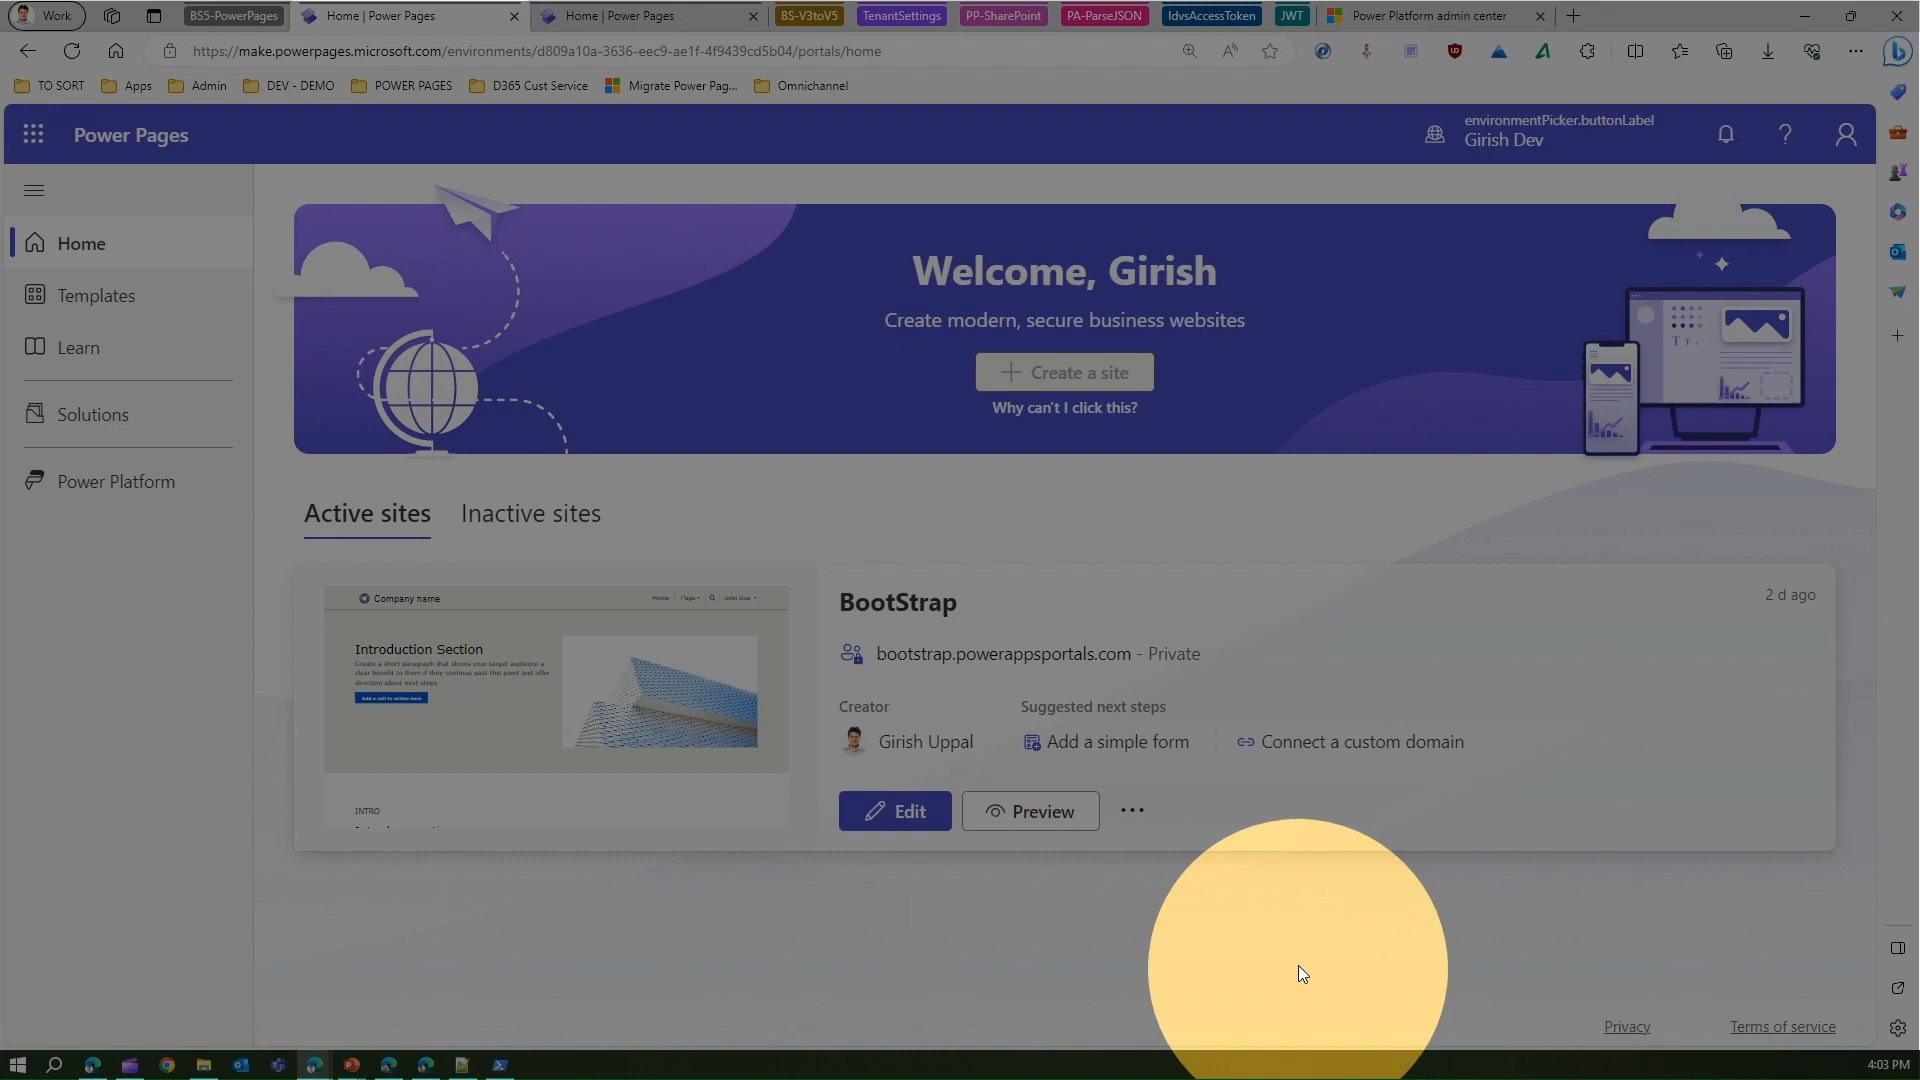 Work
BS5-PowerPages
Home | Power Pages
Home | Power Pages
BS-V3toV5
TenantSettings
PP-SharePoint
PA-ParseJSON
IdvsAccessToken
JWT
Power Platform admin center
https://make.powerpages.microsoft.com/environments/d809a10a-3636-eec9-ae1f-4f9439cd5b04/portals/home
TO SORT
Apps
Admin
DEV - DEMO
POWER PAGES
D365 Cust Service
Migrate Power Pag...
Omnichannel
Power Pages
environmentPicker.buttonLabel
Girish Dev
Home
Templates
Learn
Solutions
Power Platform
Welcome, Girish
Create modern, secure business websites
Create a site
Why can't I click this?
Active sites
Inactive sites
Company name
Home
Page
John Doe
Introduction Section
Create a short paragraph that shows your target audience a
clear benefit to them if they continue past this point and offer
direction about next steps
Add a call to action here
INTRO
BootStrap
2 d ago
bootstrap.powerappsportals.com - Private
Creator
Suggested next steps
Girish Uppal
Add a simple form
Connect a custom domain
Edit
Preview
Privacy
Terms of service
4:03 PM